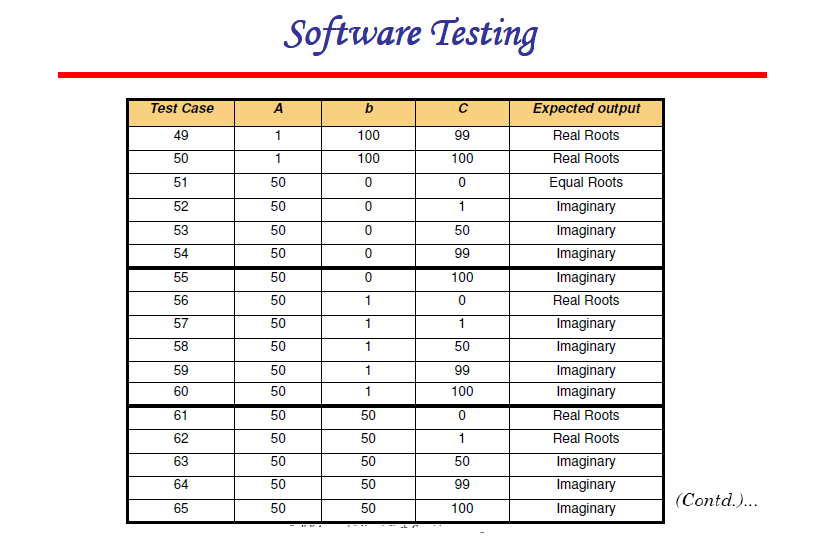 Software Testing
Test Case A b C Expected output
49 1 100 99 Real Roots
50 1 100 100 Real Roots
51 50 0 0 Equal Roots
52 50 0 1 Imaginary
53 50 0 50 Imaginary
54 50 0 99 Imaginary
55 50 0 100 Imaginary
56 50 1 0 Real Roots
57 50 1 1 Imaginary
58 50 1 50 Imaginary
59 50 1 99 Imaginary
60 50 1 100 Imaginary
61 50 50 0 Real Roots
62 50 50 1 Real Roots
63 50 50 50 Imaginary
64 50 50 99 Imaginary
65 50 50 100 Imaginary
(Contd.)...